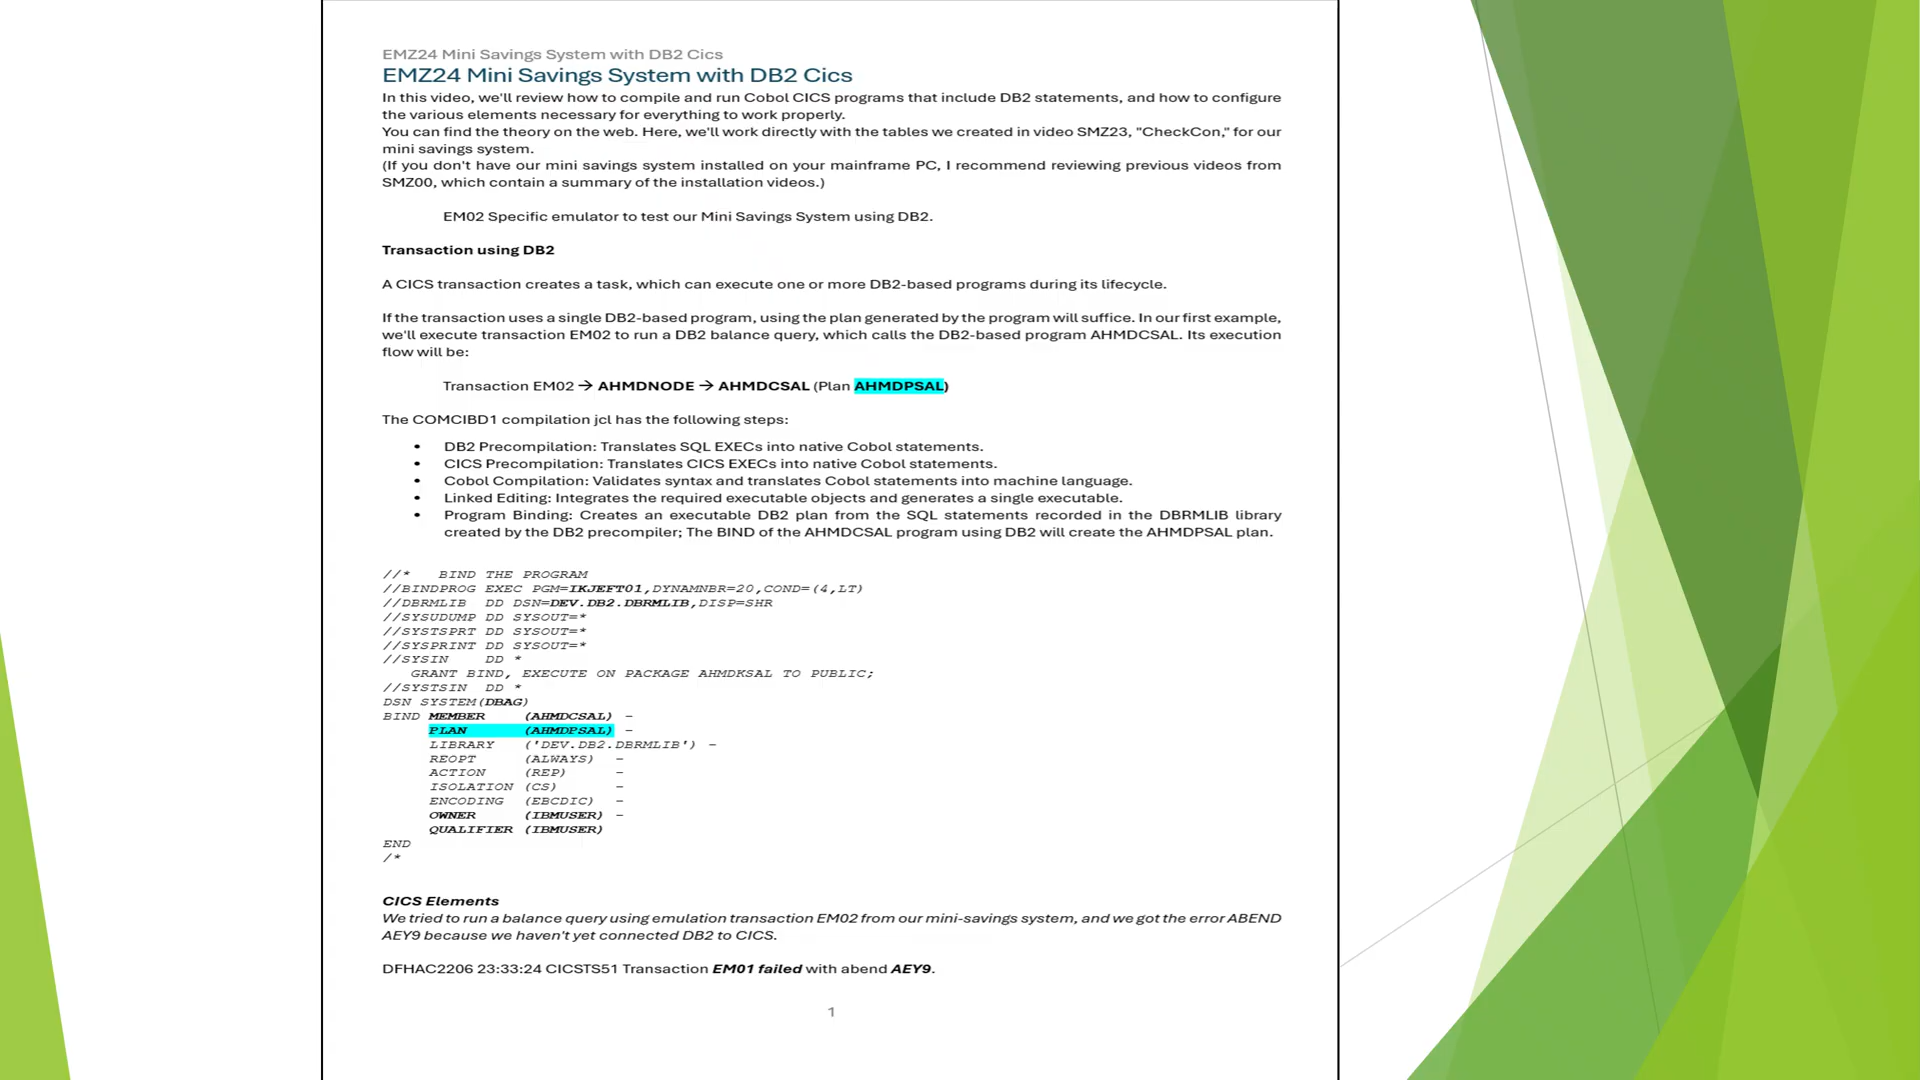 EMZ24 Mini Savings System with DB2 Cics
EMZ24 Mini Savings System with DB2 Cics
In this video, we'll review how to compile and run Cobol CICS programs that include DB2 statements, and how to configure
the various elements necessary for everything to work properly.
You can find the theory on the web. Here, we'll work directly with the tables we created in video SMZ23, "CheckCon," for our
mini savings system.
(If you don't have our mini savings system installed on your mainframe PC, I recommend reviewing previous videos from
SMZ00, which contain a summary of the installation videos.)
EM02 Specific emulator to test our Mini Savings System using DB2.
Transaction using DB2
A CICS transaction creates a task, which can execute one or more DB2-based programs during its lifecycle.
If the transaction uses a single DB2-based program, using the plan generated by the program will suffice. In our first example,
we'll execute transaction EM02 to run a DB2 balance query, which calls the DB2-based program AHMDCSAL. Its execution
flow will be:
Transaction EM02 → AHMDNODE → AHMDCSAL (Plan AHMDPSAL)
The COMCIBD1 compilation jcl has the following steps:
• DB2 Precompilation: Translates SQL EXECs into native Cobol statements.
• CICS Precompilation: Translates CICS EXECs into native Cobol statements.
• Cobol Compilation: Validates syntax and translates Cobol statements into machine language.
• Linked Editing: Integrates the required executable objects and generates a single executable.
• Program Binding: Creates an executable DB2 plan from the SQL statements recorded in the DBRMLIB library
created by the DB2 precompiler; The BIND of the AHMDCSAL program using DB2 will create the AHMDPSAL plan.
//*   BIND THE PROGRAM
//BINDPROG EXEC PGM=IKJEFT01,DYNAMNBR=20,COND=(4,LT)
//DBRMLIB  DD DSN=DEV.DB2.DBRMLIB,DISP=SHR
//SYSUDUMP DD SYSOUT=*
//SYSTSPRT DD SYSOUT=*
//SYSPRINT DD SYSOUT=*
//SYSIN    DD *
   GRANT BIND, EXECUTE ON PACKAGE AHMDKSAL TO PUBLIC;
//SYSTSIN  DD *
DSN SYSTEM(DBAG)
BIND MEMBER    (AHMDCSAL) -
     PLAN      (AHMDPSAL) -
     LIBRARY   ('DEV.DB2.DBRMLIB') -
     REOPT     (ALWAYS)  -
     ACTION    (REP)     -
     ISOLATION (CS)      -
     ENCODING  (EBCDIC)  -
     OWNER     (IBMUSER) -
     QUALIFIER (IBMUSER)
END
/*
CICS Elements
We tried to run a balance query using emulation transaction EM02 from our mini-savings system, and we got the error ABEND
AEY9 because we haven't yet connected DB2 to CICS.
DFHAC2206 23:33:24 CICSTS51 Transaction EM01 failed with abend AEY9.
1